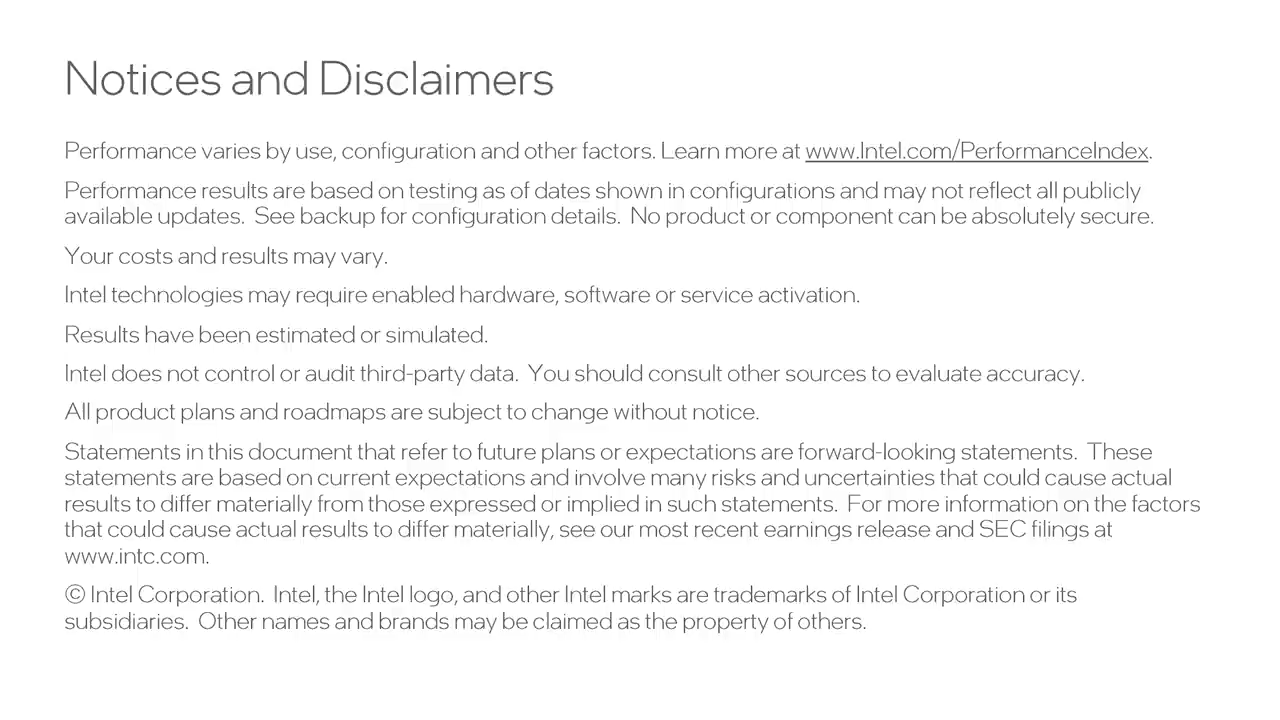 Notices and Disclaimers
Performance varies by use, configuration and other factors. Learn more at www.Intel.com/PerformanceIndex.
Performance results are based on testing as of dates shown in configurations and may not reflect all publicly
available updates.  See backup for configuration details.  No product or component can be absolutely secure.
Your costs and results may vary.
Intel technologies may require enabled hardware, software or service activation.
Results have been estimated or simulated.
Intel does not control or audit third-party data.  You should consult other sources to evaluate accuracy.
All product plans and roadmaps are subject to change without notice.
Statements in this document that refer to future plans or expectations are forward-looking statements.  These
statements are based on current expectations and involve many risks and uncertainties that could cause actual
results to differ materially from those expressed or implied in such statements.  For more information on the factors
that could cause actual results to differ materially, see our most recent earnings release and SEC filings at
www.intc.com.
© Intel Corporation.  Intel, the Intel logo, and other Intel marks are trademarks of Intel Corporation or its
subsidiaries.  Other names and brands may be claimed as the property of others.